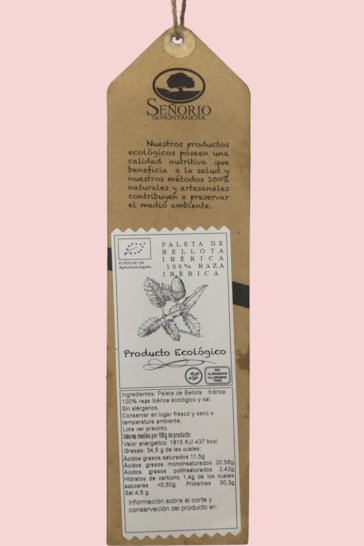 SEÑORIO
DE MONTANERA
Nuestros productos
ecológicos poseen una
calidad nutritiva que
beneficia a la salud y
nuestros métodos 100%
naturales y artesanales
contribuyen a preservar
el medio ambiente.
PALETA DE
BELLOTA
IBÉRICA
100% RAZA
IBÉRICA
Agricultura España
Producto Ecológico
SIN
ALÉRGENOS
ALLERGENS
FREE
Ingredientes: Paleta de Bellota Ibérica
100% raza ibérica ecológico y sal.
Sin alérgenos.
Conservar en lugar fresco y seco a
temperatura ambiente.
Lote ver precinto.
Valores medios por 100g de producto:
Valor energetico: 1815 KJ/ 437 kcal.
Grasas: 34,5 g de las cuales:
Ácidos grasos saturados 11,5g
Ácidos grasos monoinsaturados 20,58g
Ácidos grasos poliinsaturados 2,42g
Hidratos de carbono 1,4g de los cuales
azúcares <0,50g. Proteínas 30,3g
Sal 4,5 g.
Información sobre el corte y
conservación del producto en: